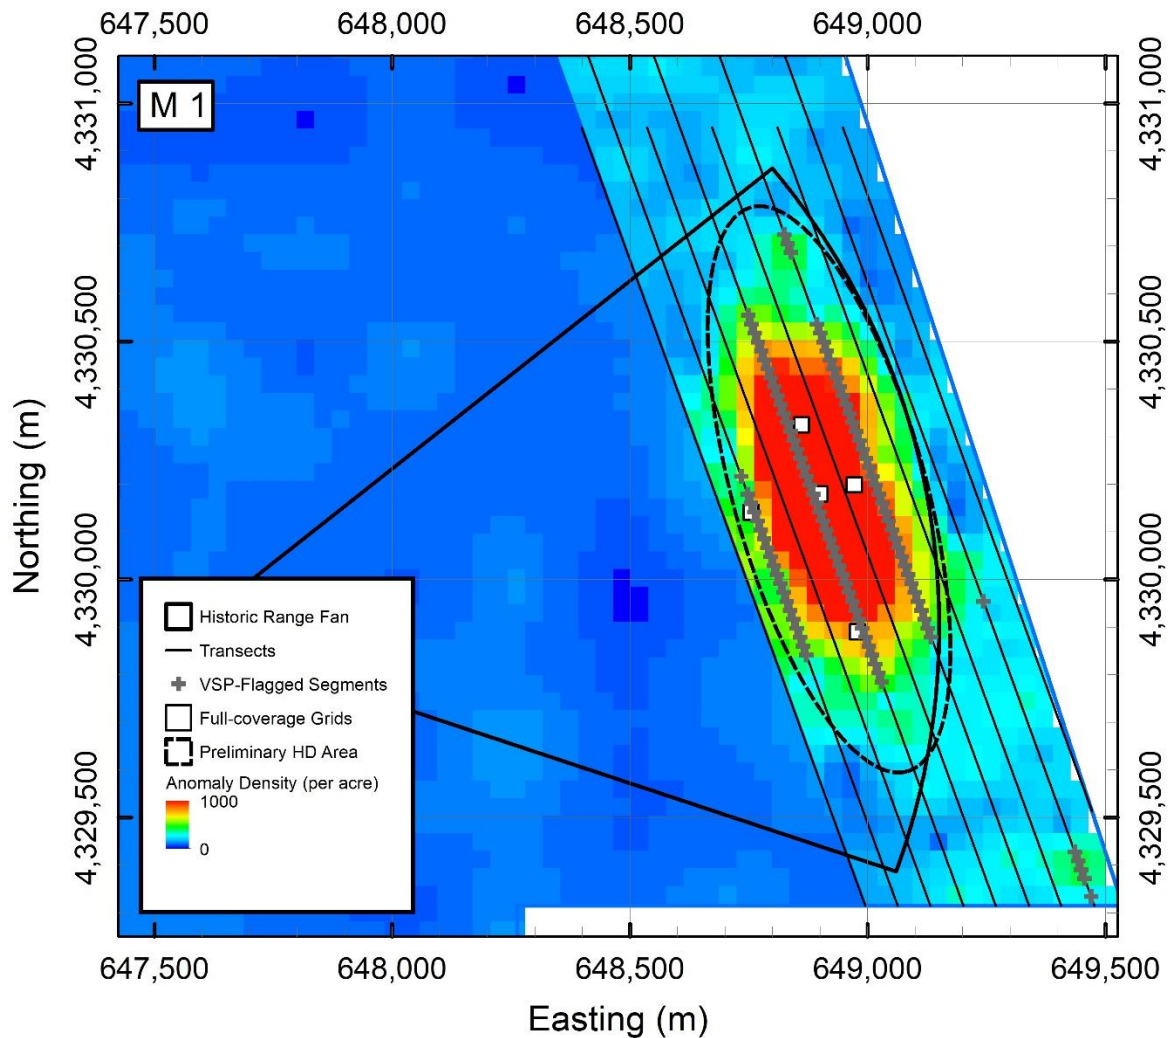 647,500 648,000 648,500 649,000 649,500
M 1
4,331,000 4,331,000
4,330,500 4,330,500
Northing (m)
4,330,000 4,330,000
Historic Range Fan
Transects
VSP-Flagged Segments
Full-coverage Grids
Preliminary HD Area
Anomaly Density (per acre)
1000
0
4,329,500 4,329,500
647,500 648,000 648,500 649,000 649,500
Easting (m)